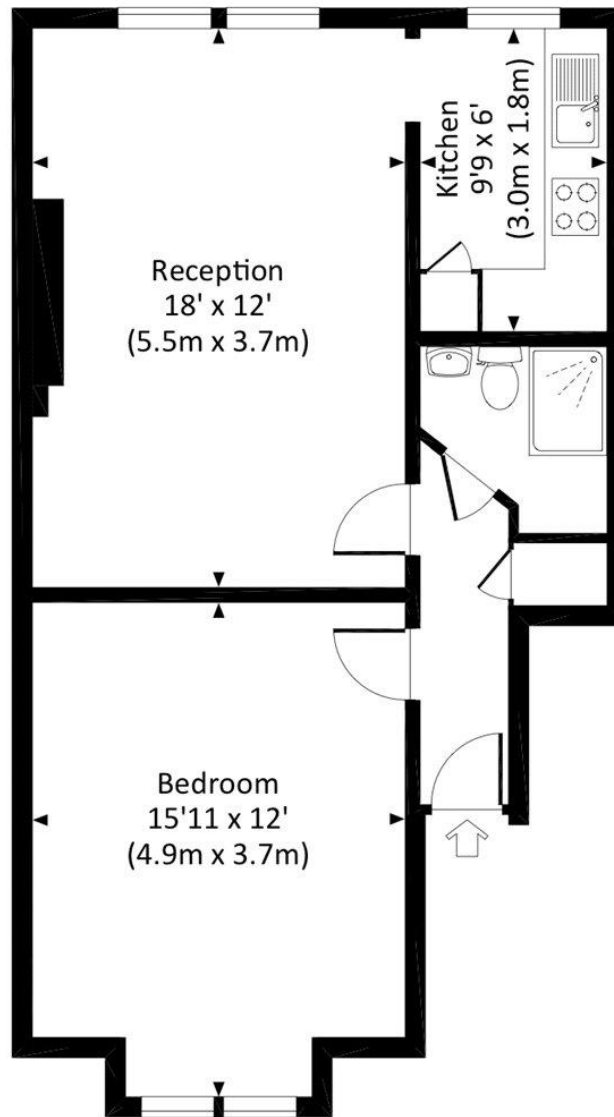 Kitchen
9'9 x 6'
(3.0m x 1.8m)
Reception
18' x 12'
(5.5m x 3.7m)
Bedroom
15'11 x 12'
(4.9m x 3.7m)